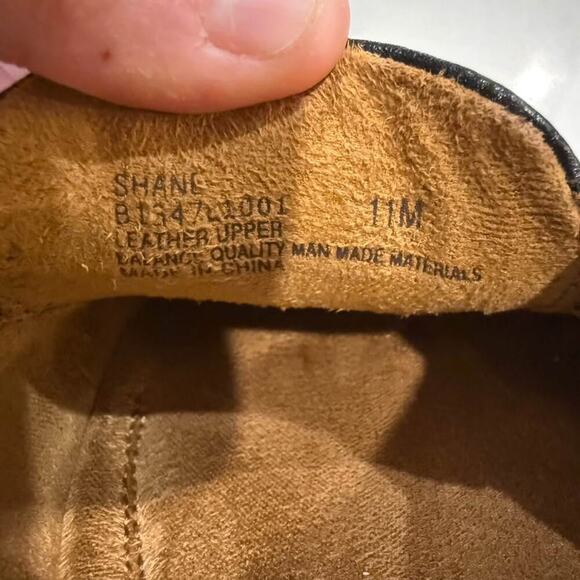 SHANE
11M
LEATHER UPPER
BALANCE QUALITY MAN MADE MATERIALS
MADE IN CHINA